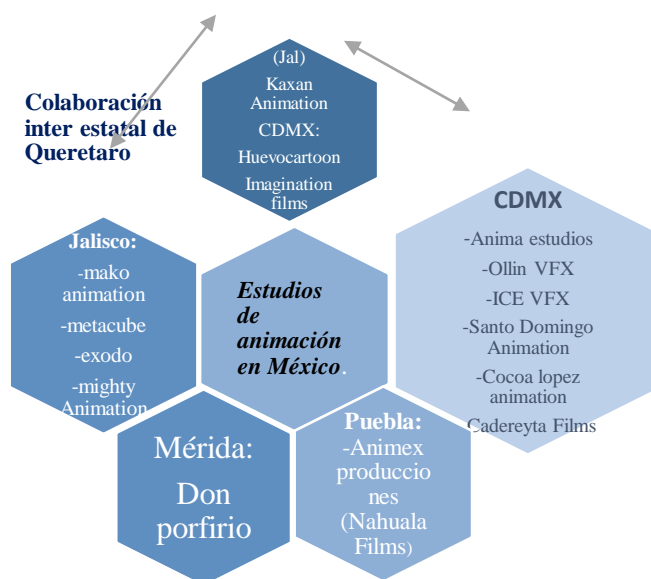 Colaboración
inter estatal de
Queretaro
(Jal)
Kaxan
Animation
CDMX:
Huevocartoon
Imagination
films
CDMX
-Anima estudios
-Ollin VFX
-ICE VFX
-Santo Domingo
Animation
-Cocoa lopez
animation
Cadereyta Films
Jalisco:
-mako
animation
-metacube
-exodo
-mighty
Animation
Estudios
de
animación
en México.
Mérida:
Don
porfirio
Puebla:
-Animex
produccio
nes
(Nahuala
Films)